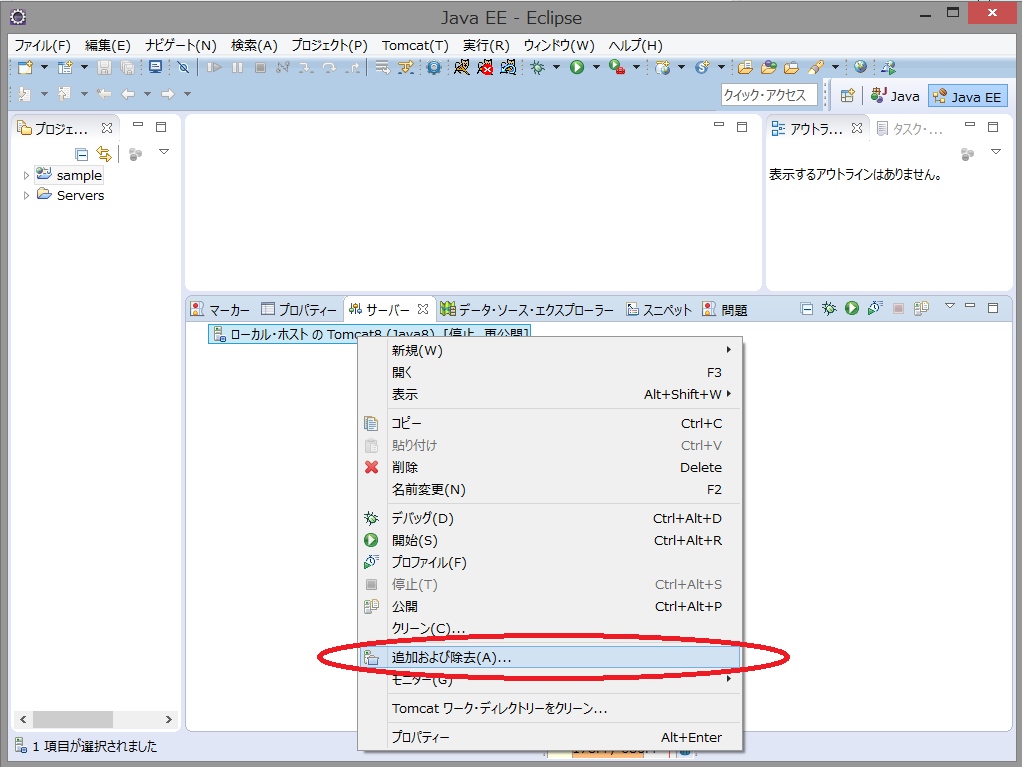 Java EE - Eclipse
ファイル(F) 編集(E) ナビゲート(N) 検索(A) プロジェクト(P) Tomcat(T) 実行(R) ウィンドウ(W) ヘルプ(H)
クイック・アクセス Java Java EE
プロジェ... アウトラ... タスク・...
sample
Servers
表示するアウトラインはありません。
マーカー プロパティー サーバー データ・ソース・エクスプローラー スニペット 問題
ローカル・ホスト の Tomcat8 (Java8) [停止, 再公開]
新規(W)
開く F3
表示 Alt+Shift+W
コピー Ctrl+C
貼り付け Ctrl+V
削除 Delete
名前変更(N) F2
デバッグ(D) Ctrl+Alt+D
開始(S) Ctrl+Alt+R
プロファイル(F)
停止(T) Ctrl+Alt+S
公開 Ctrl+Alt+P
クリーン(C)...
追加および除去(A)...
モニター(G)
Tomcat ワーク・ディレクトリーをクリーン...
プロパティー Alt+Enter
1 項目が選択されました